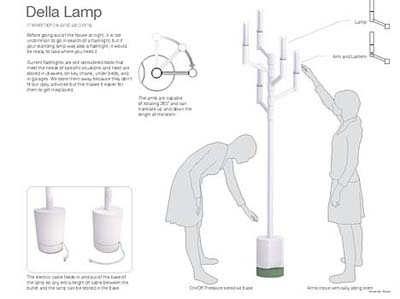 Della Lamp
movements and actions
Before going out of the house at night, it is not
uncommon to go in search of a flashlight, but if
your standing lamp was also a flashlight, it would
be ready to take where you need it.
Current flashlights are still considered tools that
meet the needs of specific situations and most are
stored in drawers, on key chains, under beds, and
in garages. We store them away because they don't
fit our daily activities but this makes it easier for
them to get misplaced.
The arms are capable
of rotating 360° and can
translate up and down the
length of the stem
Lamp
Arm and Lantern
The electric cable feeds in and out of the base of
the lamp so any extra length of cable between the
outlet and the lamp can be stored in the base
On/Off Pressure sensitive base
Arms move vertically along stem